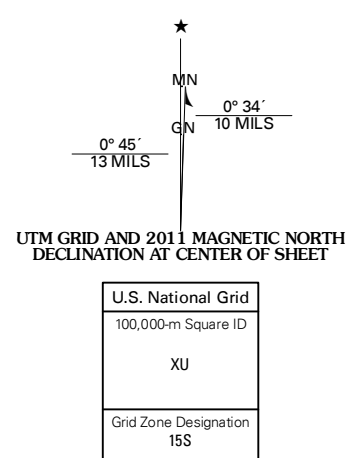 ★
MN
0° 34´
10 MILS
GN
0° 45´
13 MILS
UTM GRID AND 2011 MAGNETIC NORTH
DECLINATION AT CENTER OF SHEET
U.S. National Grid
100,000-m Square ID
XU
Grid Zone Designation
15S